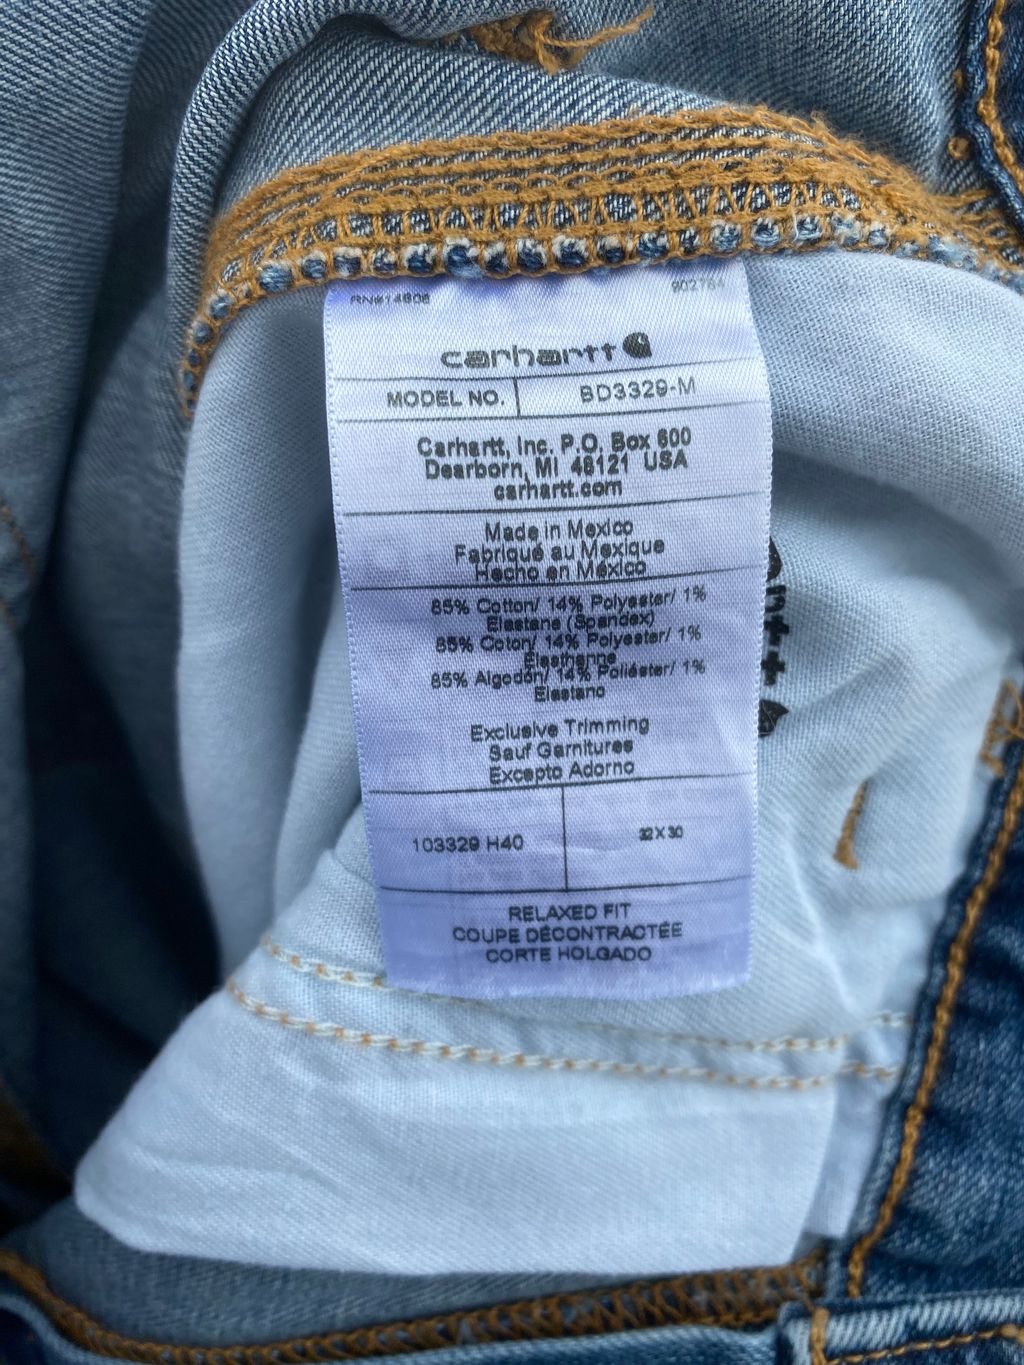 RN#14806 902784
carhartt
MODEL NO. BD3329-M
Carhartt, Inc. P.O. Box 600
Dearborn, MI 48121 USA
carhartt.com
Made in Mexico
Fabriqué au Mexique
Hecho en México
85% Cotton/ 14% Polyester/ 1%
Elastane (Spandex)
85% Coton/ 14% Polyester/ 1%
Elasthanne
85% Algodón/ 14% Poliéster/ 1%
Elastano
Exclusive Trimming
Sauf Garnitures
Excepto Adorno
103329 H40 32X30
RELAXED FIT
COUPE DÉCONTRACTÉE
CORTE HOLGADO